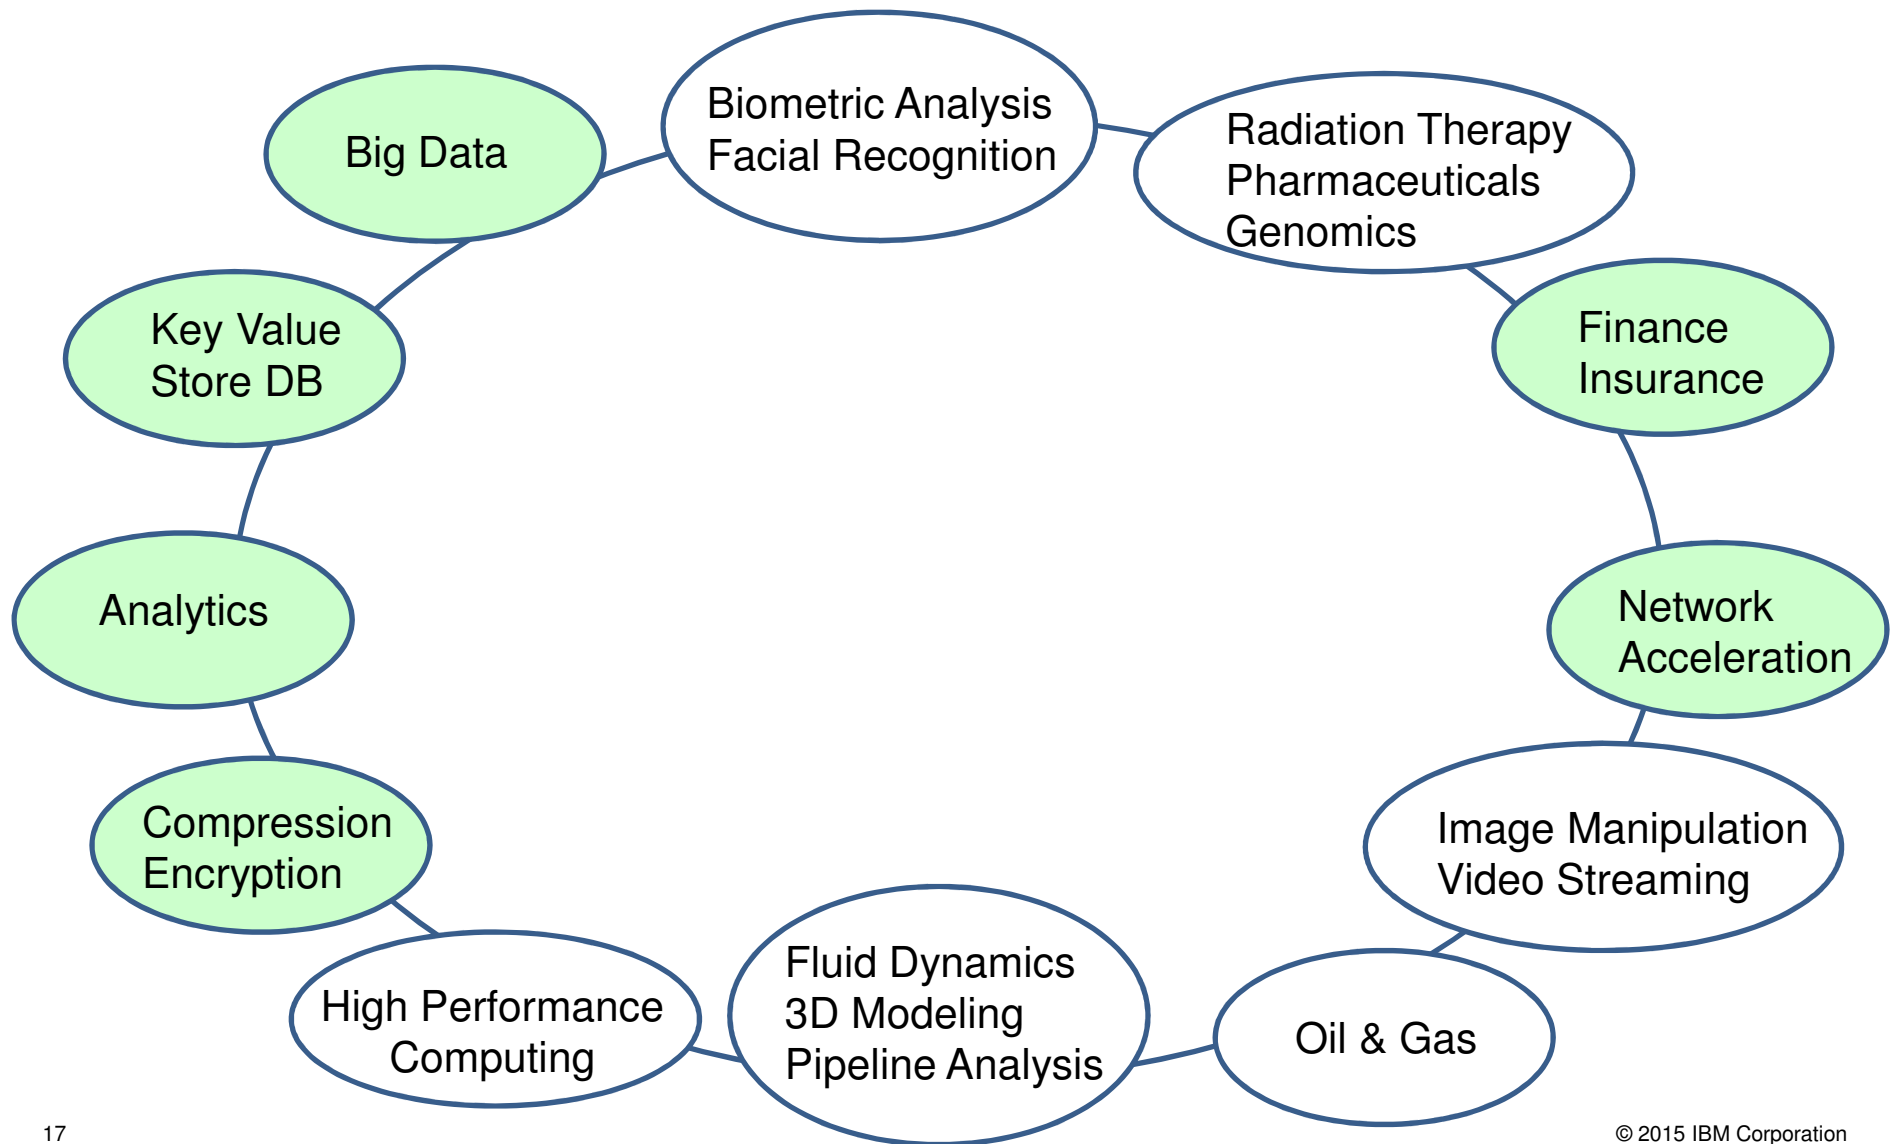 Biometric Analysis
Facial Recognition
Radiation Therapy
Pharmaceuticals
Genomics
Big Data
Finance
Insurance
Key Value
Store DB
Network
Acceleration
Analytics
Image Manipulation
Video Streaming
Compression
Encryption
Fluid Dynamics
3D Modeling
Pipeline Analysis
High Performance
Computing
Oil & Gas
17
© 2015 IBM Corporation